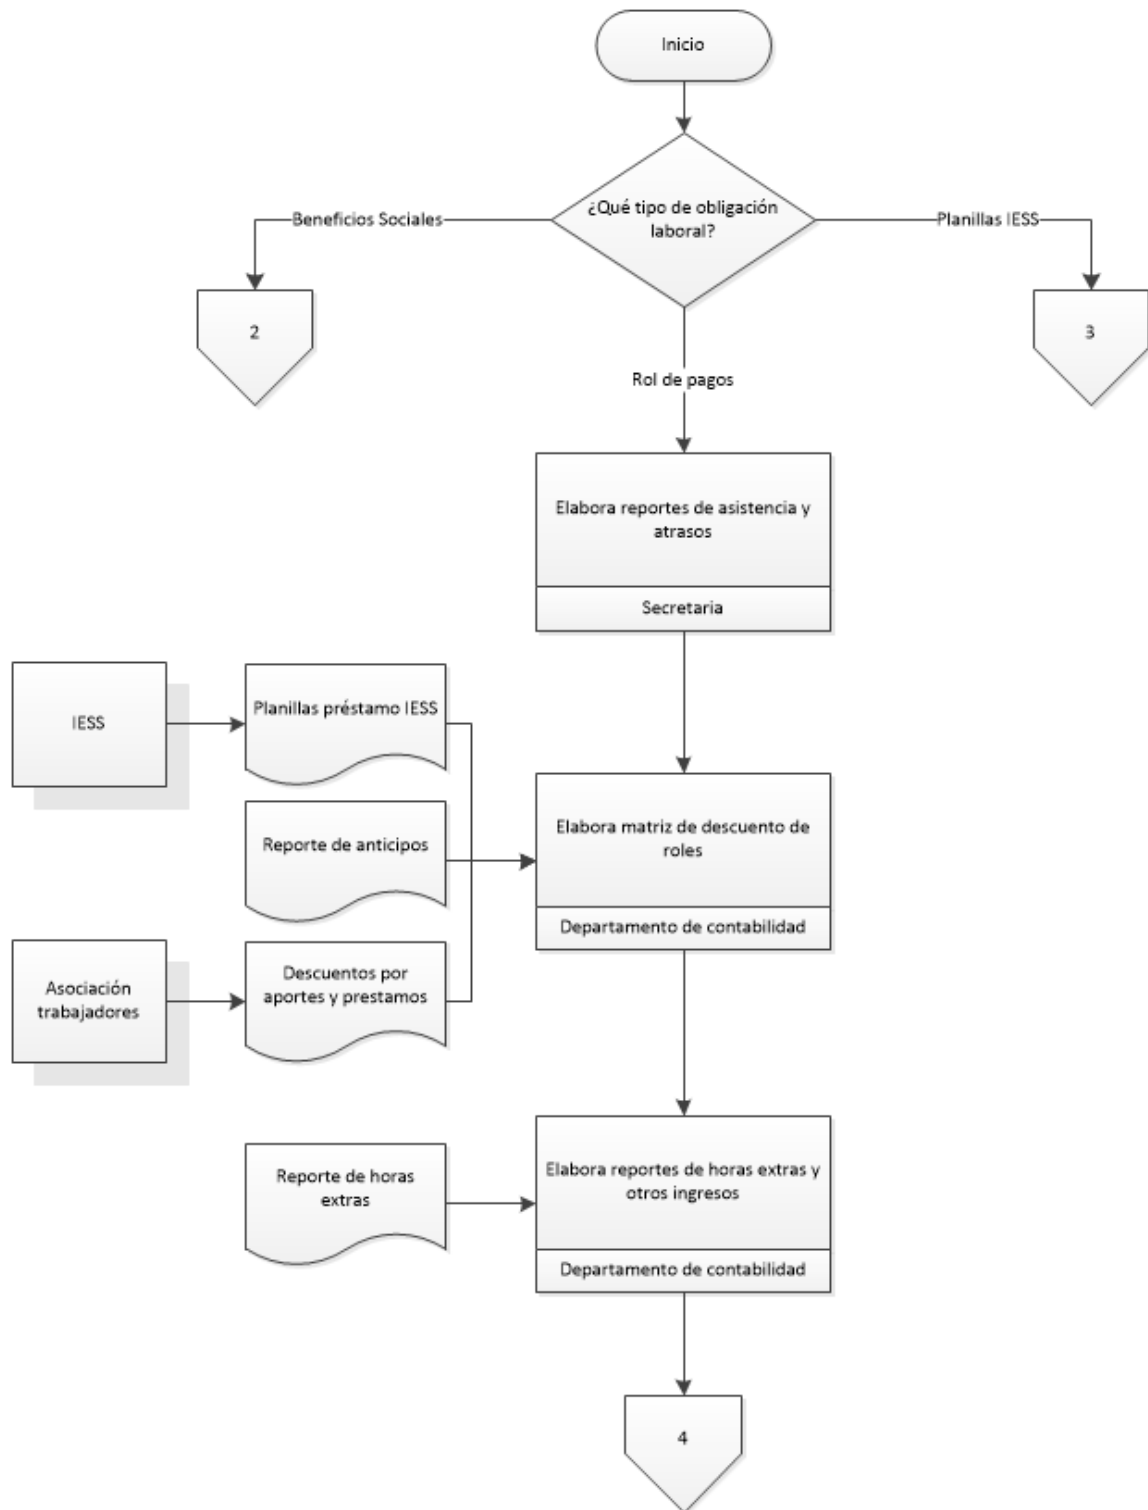 Inicio
¿Qué tipo de obligación
laboral?
Beneficios Sociales
Planillas IESS
2
3
Rol de pagos
Elabora reportes de asistencia y
atrasos
Secretaria
IESS
Planillas préstamo IESS
Reporte de anticipos
Elabora matriz de descuento de
roles
Departamento de contabilidad
Asociación
trabajadores
Descuentos por
aportes y prestamos
Reporte de horas
extras
Elabora reportes de horas extras y
otros ingresos
Departamento de contabilidad
4